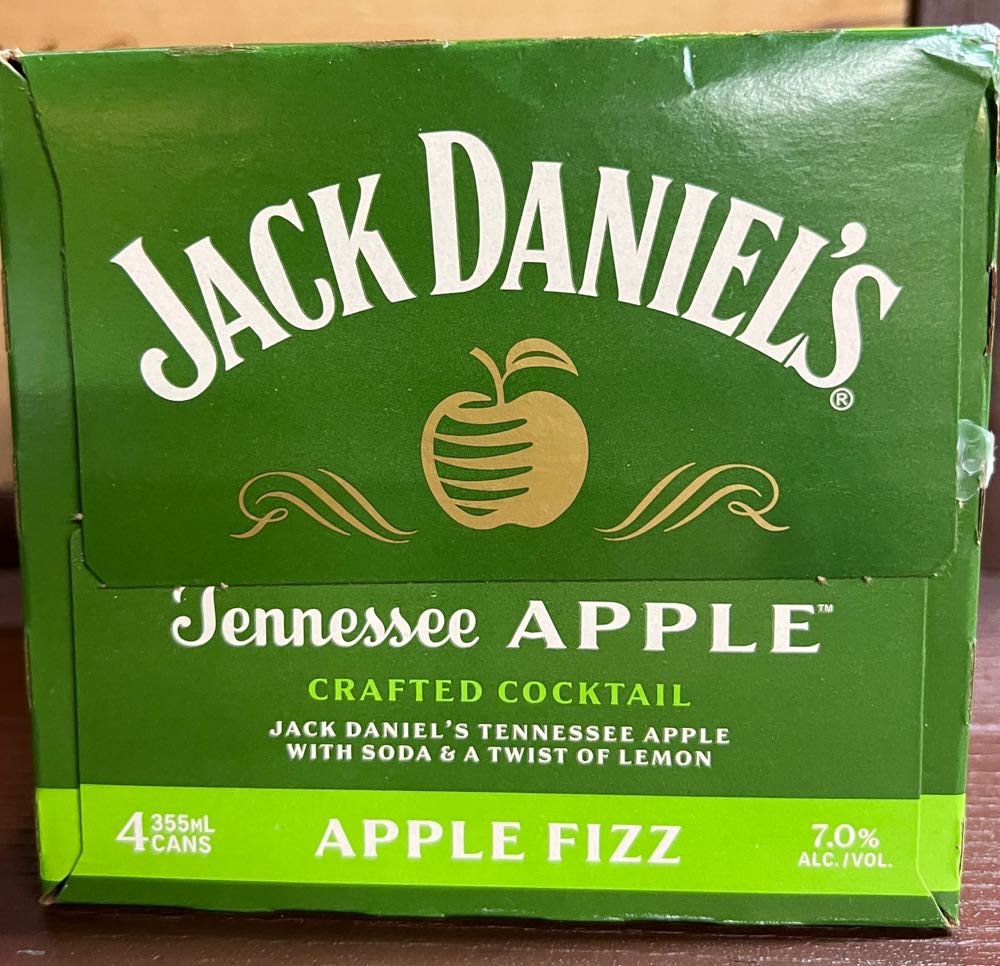 JACK DANIEL'S®
Tennessee APPLE™
CRAFTED COCKTAIL
JACK DANIEL'S TENNESSEE APPLE
WITH SODA & A TWIST OF LEMON
4 355ML CANS
APPLE FIZZ
7.0%
ALC./VOL.